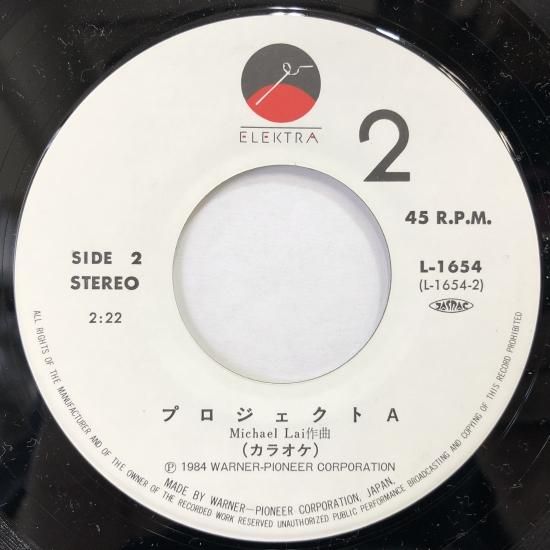 ELEKTRA
2
45 R.P.M.
SIDE 2
STEREO
L-1654
(L-1654-2)
JASRAC
2:22
プロジェクトA
Michael Lai作曲
(カラオケ)
Ⓟ 1984 WARNER-PIONEER CORPORATION
MADE BY WARNER-PIONEER CORPORATION, JAPAN,
ALL RIGHTS OF THE MANUFACTURER AND OF THE OWNER OF THE RECORDED WORK RESERVED UNAUTHORIZED PUBLIC PERFORMANCE BROADCASTING AND COPYING OF THIS RECORD PROHIBITED